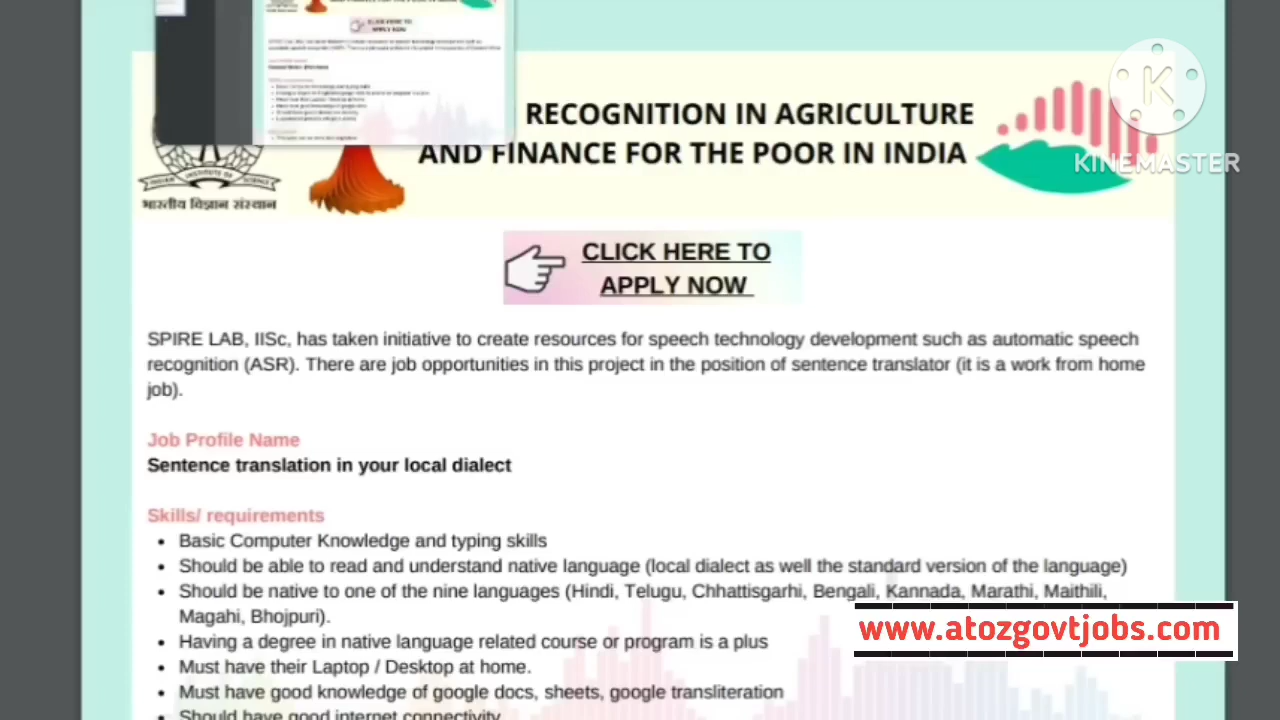 CLICK HERE TO
APPLY NOW
RECOGNITION IN AGRICULTURE
AND FINANCE FOR THE POOR IN INDIA
K
KINEMASTER
भारतीय विज्ञान संस्थान
CLICK HERE TO
APPLY NOW
SPIRE LAB, IISc, has taken initiative to create resources for speech technology development such as automatic speech
recognition (ASR). There are job opportunities in this project in the position of sentence translator (it is a work from home
job).
Job Profile Name
Sentence translation in your local dialect
Skills/ requirements
• Basic Computer Knowledge and typing skills
• Should be able to read and understand native language (local dialect as well the standard version of the language)
• Should be native to one of the nine languages (Hindi, Telugu, Chhattisgarhi, Bengali, Kannada, Marathi, Maithili,
Magahi, Bhojpuri).
• Having a degree in native language related course or program is a plus
www.atozgovtjobs.com
• Must have their Laptop / Desktop at home.
• Must have good knowledge of google docs, sheets, google transliteration
• Should have good internet connectivity